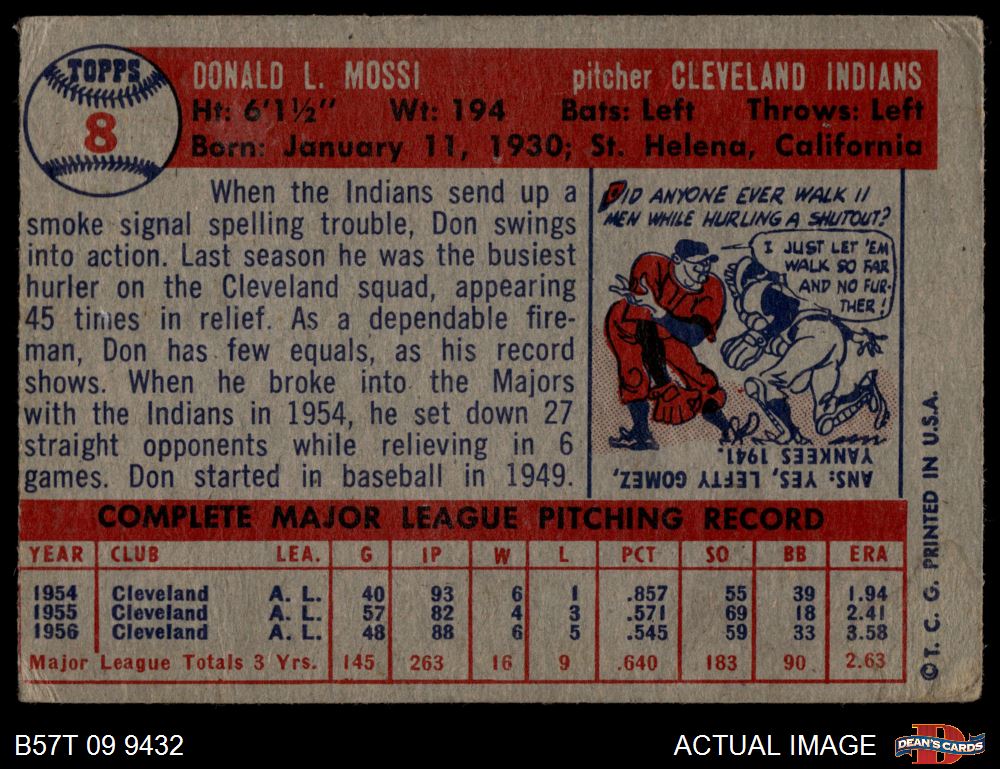 TOPPS
8
DONALD L. MOSSI pitcher CLEVELAND INDIANS
Ht: 6'1½" Wt: 194 Bats: Left Throws: Left
Born: January 11, 1930; St. Helena, California
When the Indians send up a
smoke signal spelling trouble, Don swings
into action. Last season he was the busiest
hurler on the Cleveland squad, appearing
45 times in relief. As a dependable fire-
man, Don has few equals, as his record
shows. When he broke into the Majors
with the Indians in 1954, he set down 27
straight opponents while relieving in 6
games. Don started in baseball in 1949.
DID ANYONE EVER WALK 11
MEN WHILE HURLING A SHUTOUT?
I JUST LET 'EM
WALK SO FAR
AND NO FUR-
THER!
ANS: YES, LEFTY GOMEZ,
YANKEES 1941.
COMPLETE MAJOR LEAGUE PITCHING RECORD
YEAR CLUB LEA. G IP W L PCT SO BB ERA
1954 Cleveland A. L. 40 93 6 1 .857 55 39 1.94
1955 Cleveland A. L. 57 82 4 3 .571 69 18 2.41
1956 Cleveland A. L. 48 88 6 5 .545 59 33 3.58
Major League Totals 3 Yrs. 145 263 16 9 .640 183 90 2.63
© T. C. G. PRINTED IN U.S.A.
B57T 09 9432
ACTUAL IMAGE
D
DEAN'S CARDS